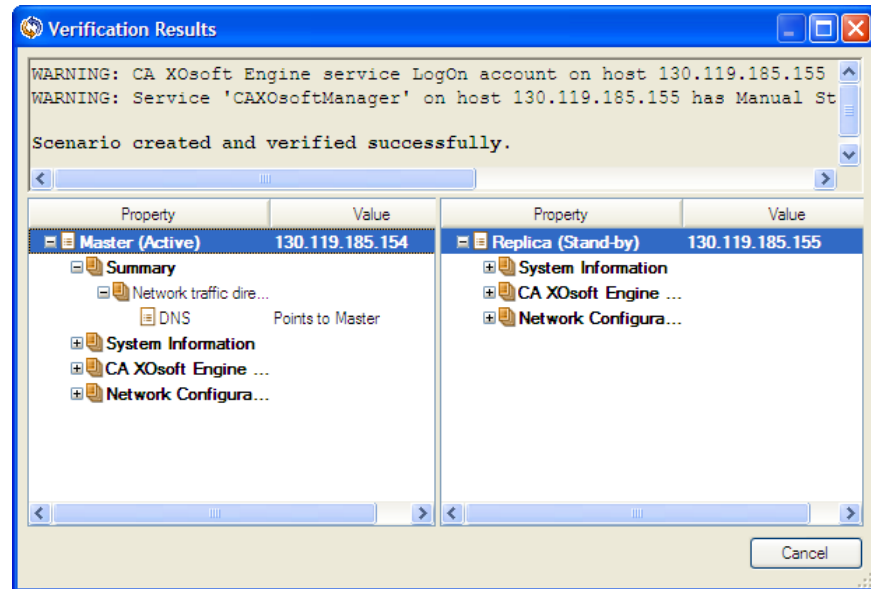 Verification Results
WARNING: CA XOsoft Engine service LogOn account on host 130.119.185.155
WARNING: Service 'CAXOsoftManager' on host 130.119.185.155 has Manual St
Scenario created and verified successfully.
Property Value
Master (Active) 130.119.185.154
Summary
Network traffic dire...
DNS Points to Master
System Information
CA XOsoft Engine ...
Network Configura...
Property Value
Replica (Stand-by) 130.119.185.155
System Information
CA XOsoft Engine ...
Network Configura...
Cancel